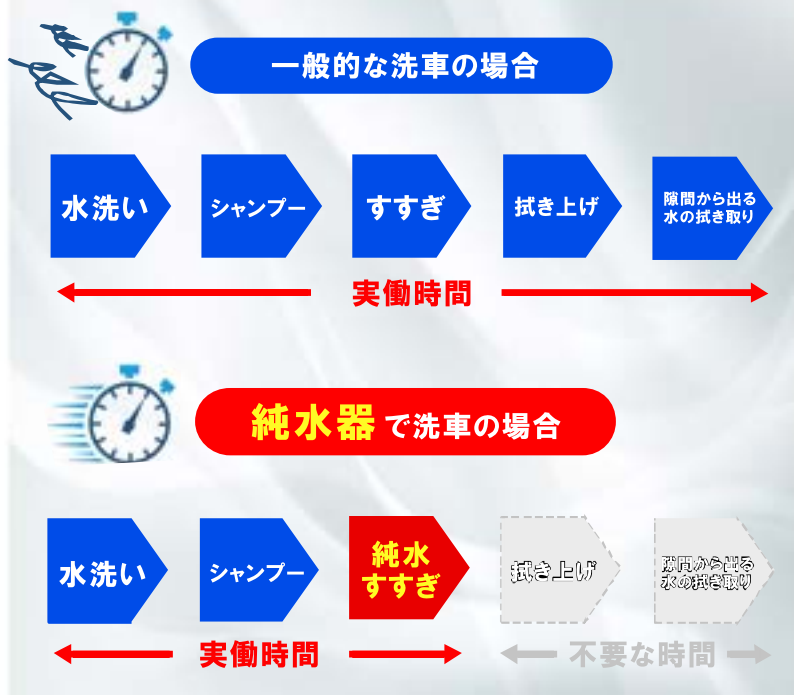 一般的な洗車の場合
水洗い
シャンプー
すすぎ
拭き上げ
隙間から出る
水の拭き取り
実働時間
純水器で洗車の場合
水洗い
シャンプー
純水
すすぎ
拭き上げ
隙間から出る
水の拭き取り
実働時間
不要な時間